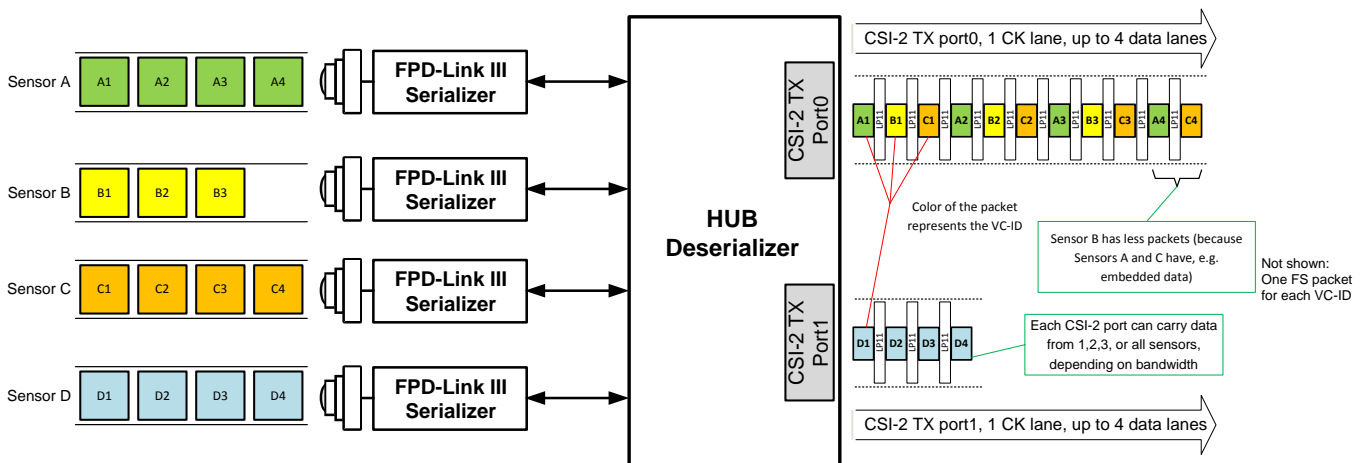 CSI-2 TX port0, 1 CK lane, up to 4 data lanes
Sensor A
A1 A2 A3 A4
FPD-Link III
Serializer
CSI-2 TX
Port0
A1 LP11 B1 LP11 C1 LP11 A2 LP11 B2 LP11 C2 LP11 A3 LP11 B3 LP11 C3 LP11 A4 LP11 C4
Sensor B
B1 B2 B3
FPD-Link III
Serializer
HUB
Deserializer
Color of the packet
represents the VC-ID
Sensor B has less packets (because
Sensors A and C have, e.g.
embedded data)
Not shown:
One FS packet
for each VC-ID
Sensor C
C1 C2 C3 C4
FPD-Link III
Serializer
CSI-2 TX
Port1
D1 LP11 D2 LP11 D3 LP11 D4
Each CSI-2 port can carry data
from 1,2,3, or all sensors,
depending on bandwidth
Sensor D
D1 D2 D3 D4
FPD-Link III
Serializer
CSI-2 TX port1, 1 CK lane, up to 4 data lanes